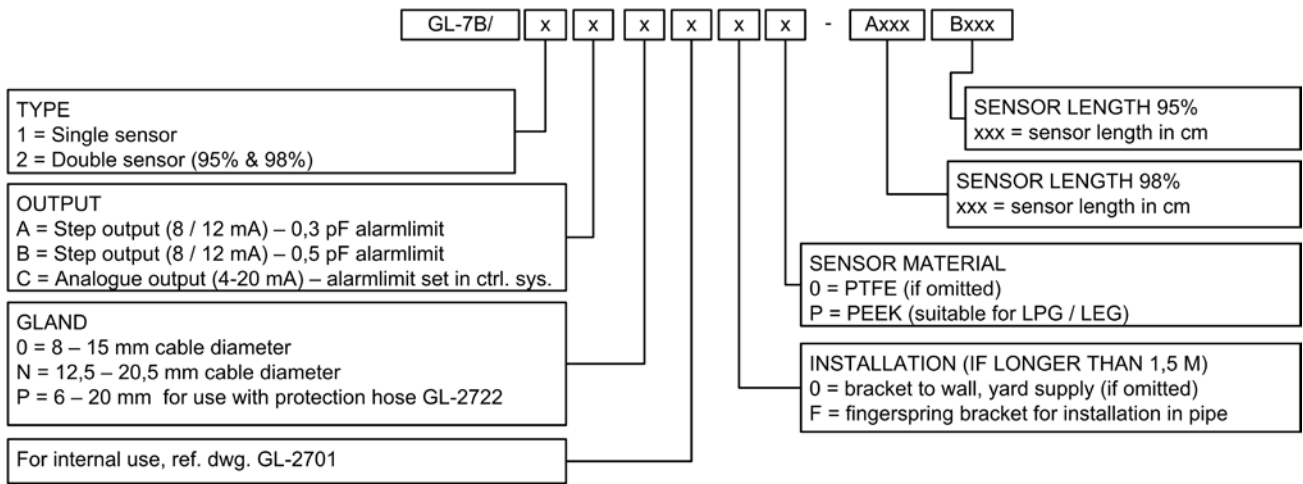 GL-7B/ x x x x x x - Axxx Bxxx
TYPE
1 = Single sensor
2 = Double sensor (95% & 98%)
OUTPUT
A = Step output (8 / 12 mA) – 0,3 pF alarmlimit
B = Step output (8 / 12 mA) – 0,5 pF alarmlimit
C = Analogue output (4-20 mA) – alarmlimit set in ctrl. sys.
GLAND
0 = 8 – 15 mm cable diameter
N = 12,5 – 20,5 mm cable diameter
P = 6 – 20 mm for use with protection hose GL-2722
For internal use, ref. dwg. GL-2701
SENSOR LENGTH 95%
xxx = sensor length in cm
SENSOR LENGTH 98%
xxx = sensor length in cm
SENSOR MATERIAL
0 = PTFE (if omitted)
P = PEEK (suitable for LPG / LEG)
INSTALLATION (IF LONGER THAN 1,5 M)
0 = bracket to wall, yard supply (if omitted)
F = fingerspring bracket for installation in pipe